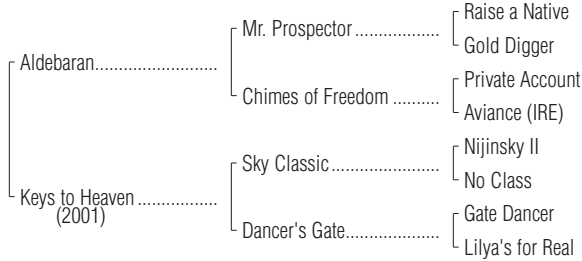 Raise a Native
Mr. Prospector..................
Gold Digger
Aldebaran..........................
Private Account
Chimes of Freedom ..........
Aviance (IRE)
Nijinsky II
Sky Classic.......................
No Class
Keys to Heaven .................
(2001)
Gate Dancer
Dancer's Gate....................
Lilya's for Real